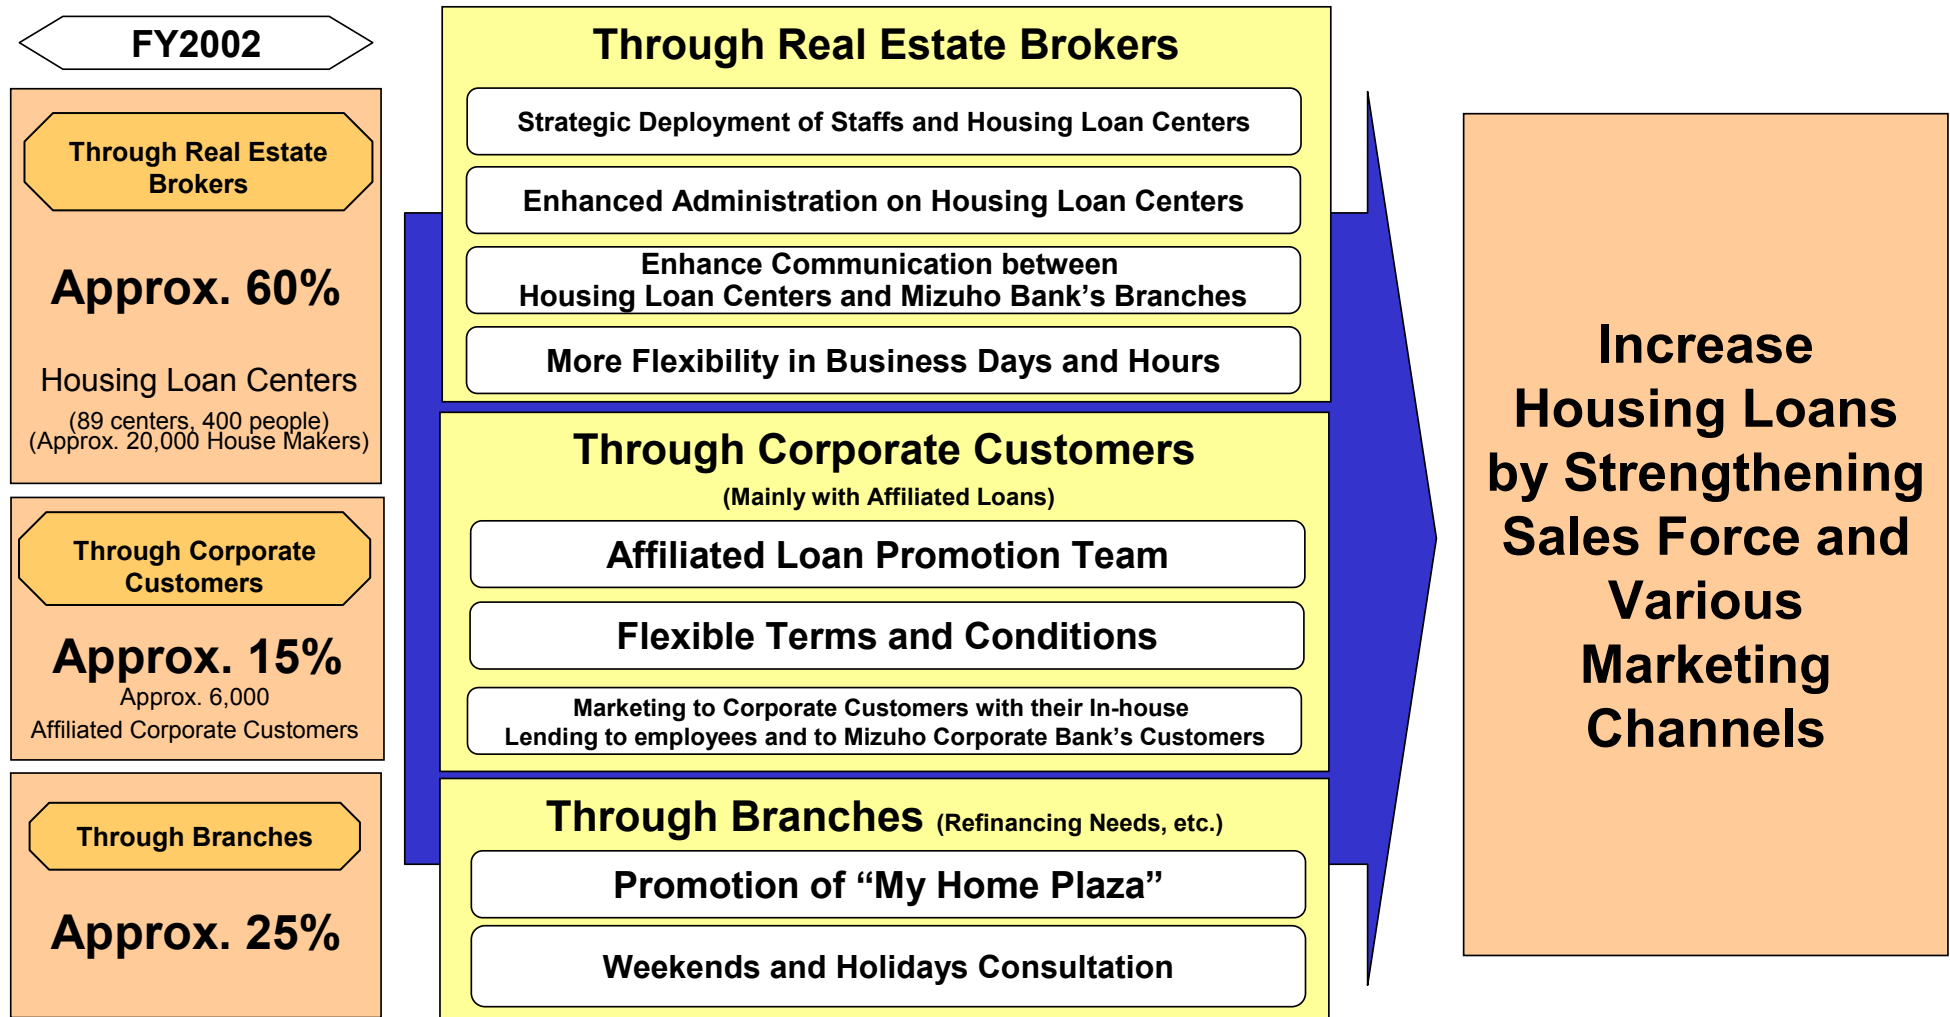 FY2002
Through Real Estate
Brokers
Approx. 60%
Housing Loan Centers
(89 centers, 400 people)
(Approx. 20,000 House Makers)
Through Corporate
Customers
Approx. 15%
Approx. 6,000
Affiliated Corporate Customers
Through Branches
Approx. 25%
Through Real Estate Brokers
Strategic Deployment of Staffs and Housing Loan Centers
Enhanced Administration on Housing Loan Centers
Enhance Communication between
Housing Loan Centers and Mizuho Bank’s Branches
More Flexibility in Business Days and Hours
Through Corporate Customers
(Mainly with Affiliated Loans)
Affiliated Loan Promotion Team
Flexible Terms and Conditions
Marketing to Corporate Customers with their In-house
Lending to employees and to Mizuho Corporate Bank’s Customers
Through Branches (Refinancing Needs, etc.)
Promotion of “My Home Plaza”
Weekends and Holidays Consultation
Increase
Housing Loans
by Strengthening
Sales Force and
Various
Marketing
Channels